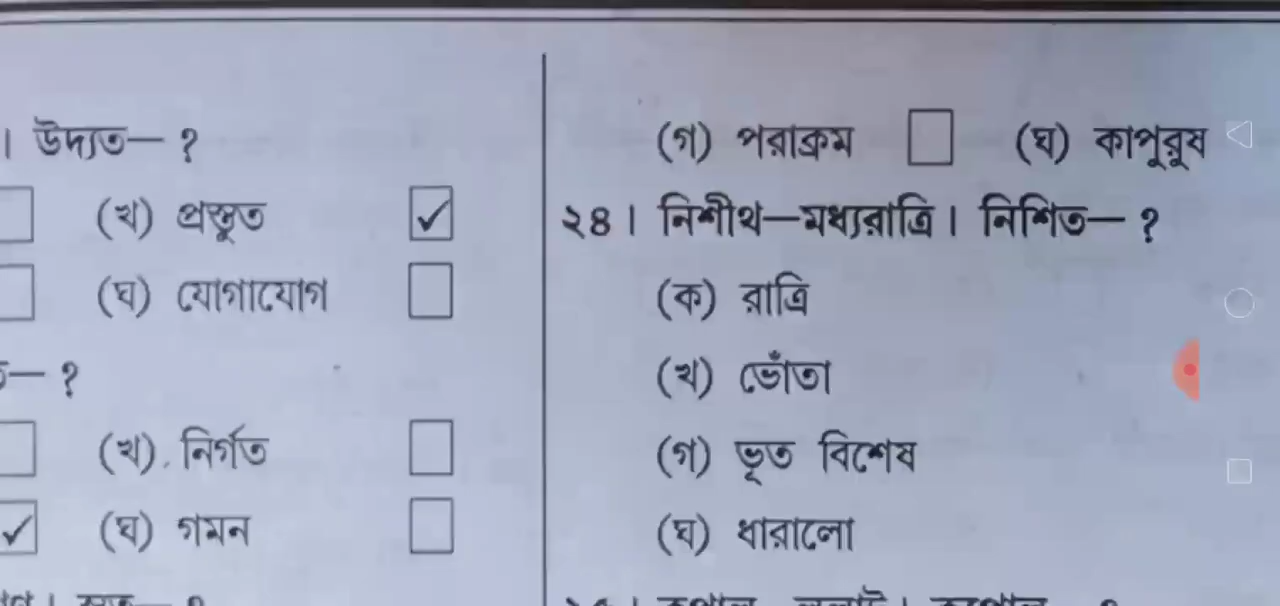 । উদ্যত— ?
(খ) প্রস্তুত
(ঘ) যোগাযোগ
— ?
(খ) নির্গত
(ঘ) গমন
(গ) পরাক্রম (ঘ) কাপুরুষ
২৪। নিশীথ—মধ্যরাত্রি। নিশিত— ?
(ক) রাত্রি
(খ) ভোঁতা
(গ) ভূত বিশেষ
(ঘ) ধারালো